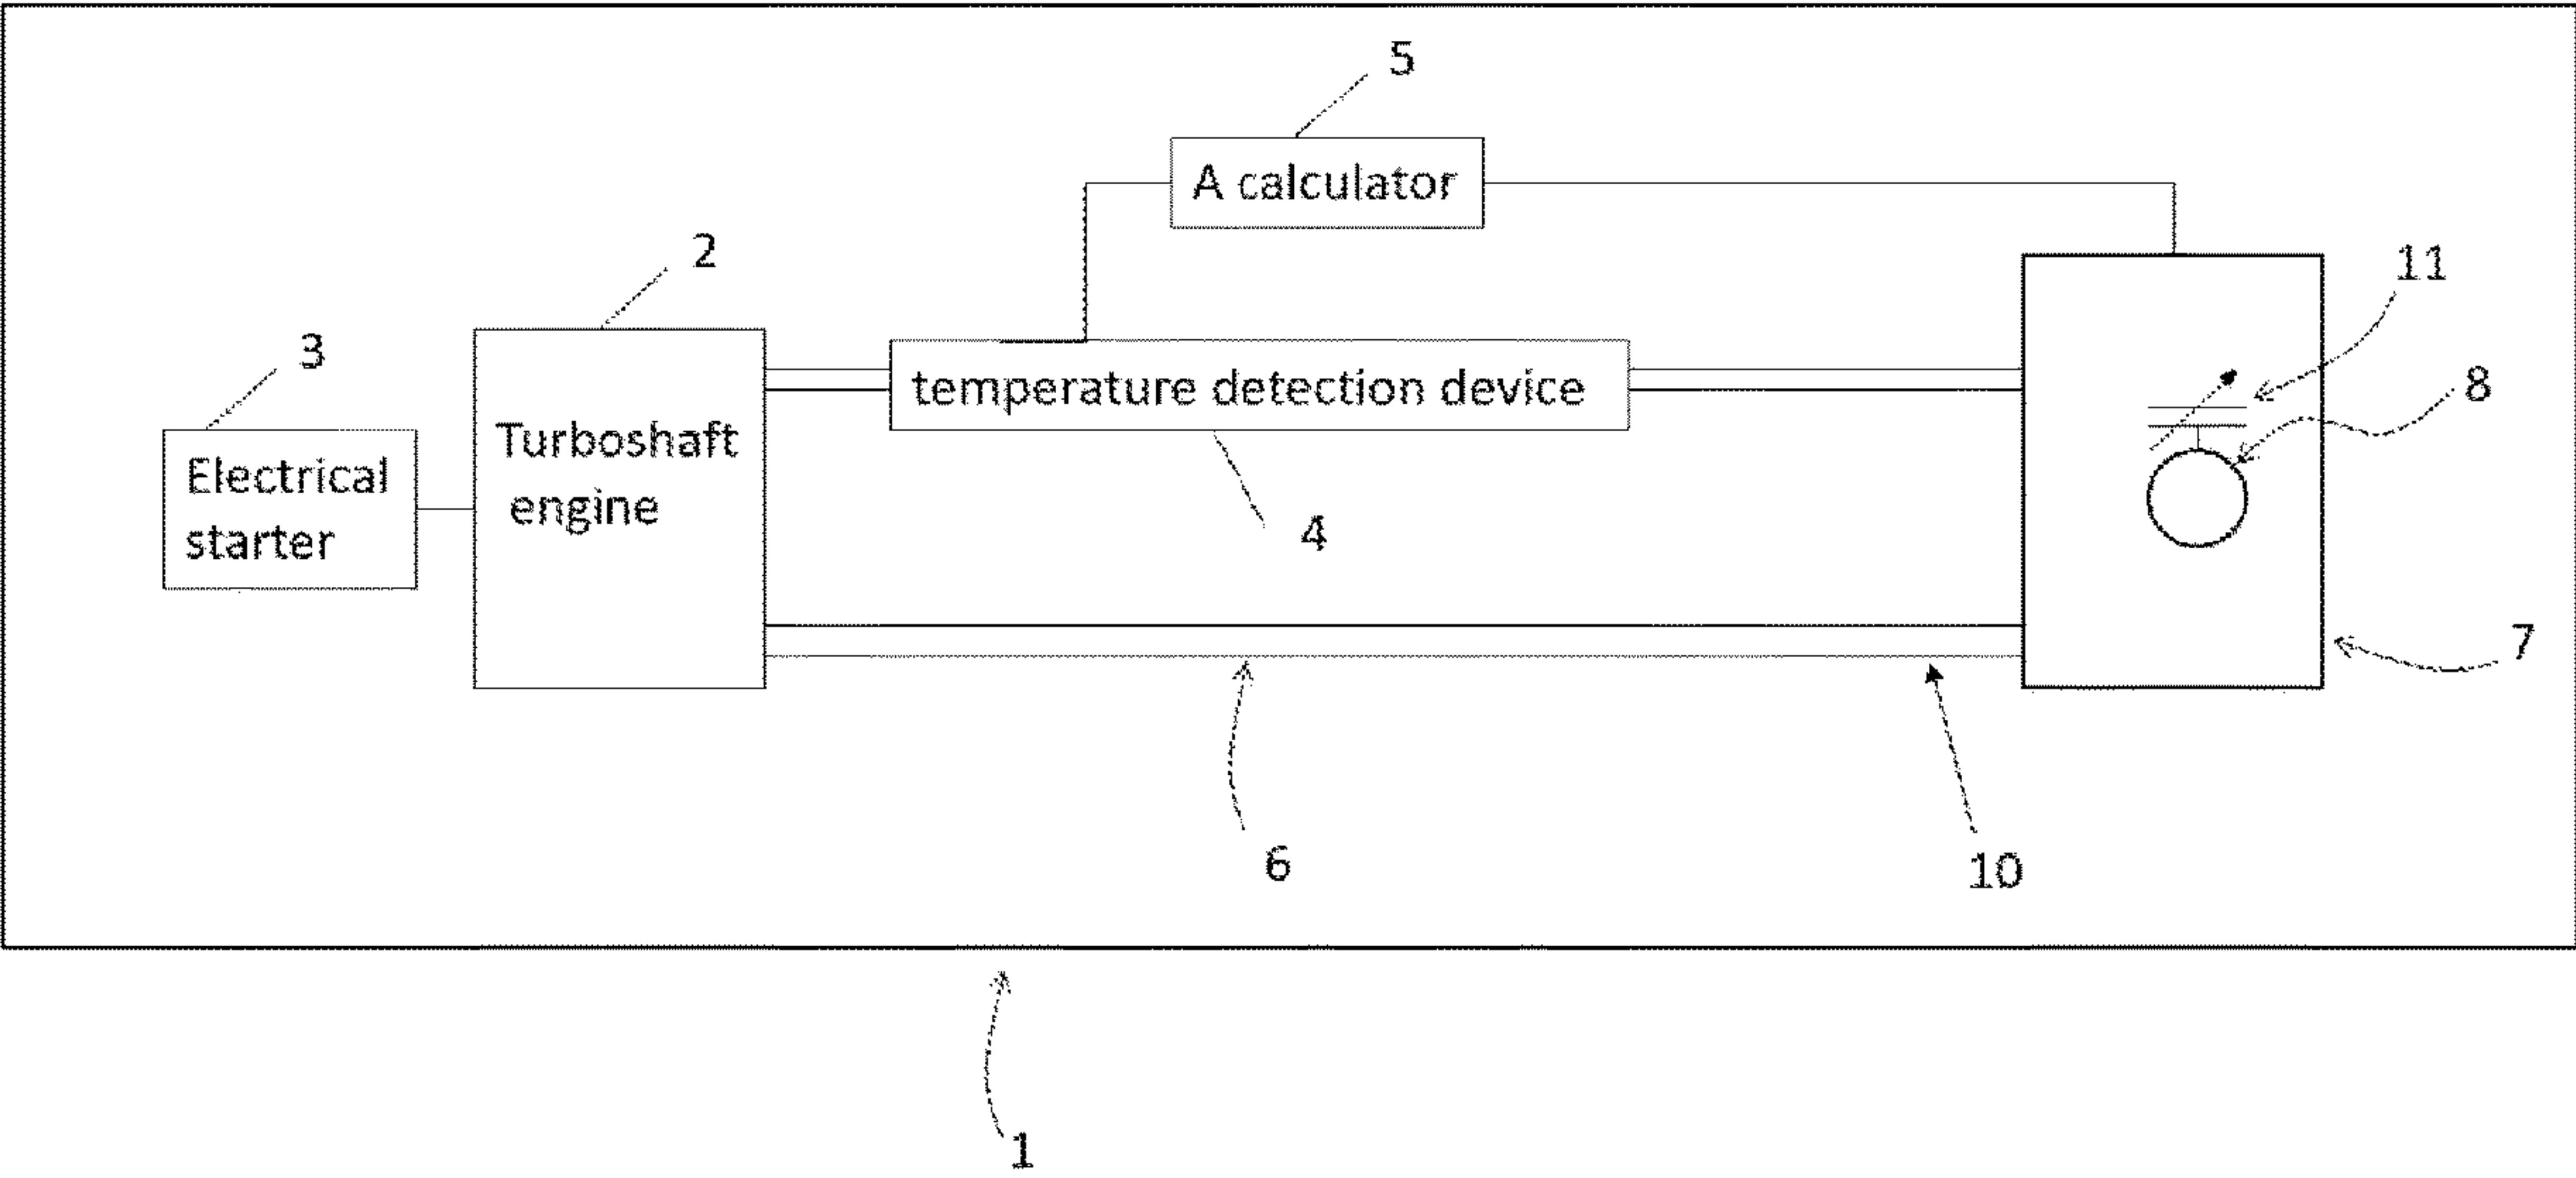 5
A calculator
2
11
3
8
temperature detection device
Turboshaft
engine
Electrical
starter
4
7
6
10
1